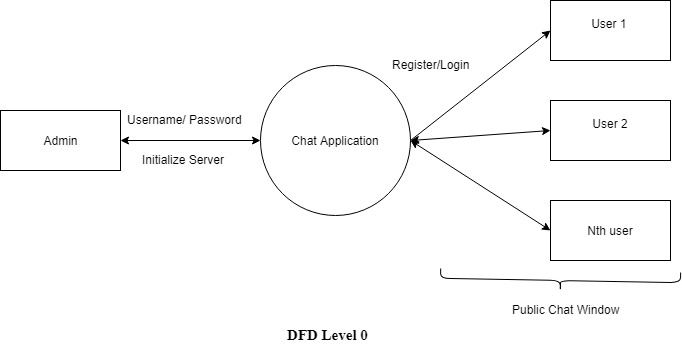 User 1
Register/Login
Username/ Password
User 2
Admin
Chat Application
Initialize Server
Nth user
Public Chat Window
DFD Level 0